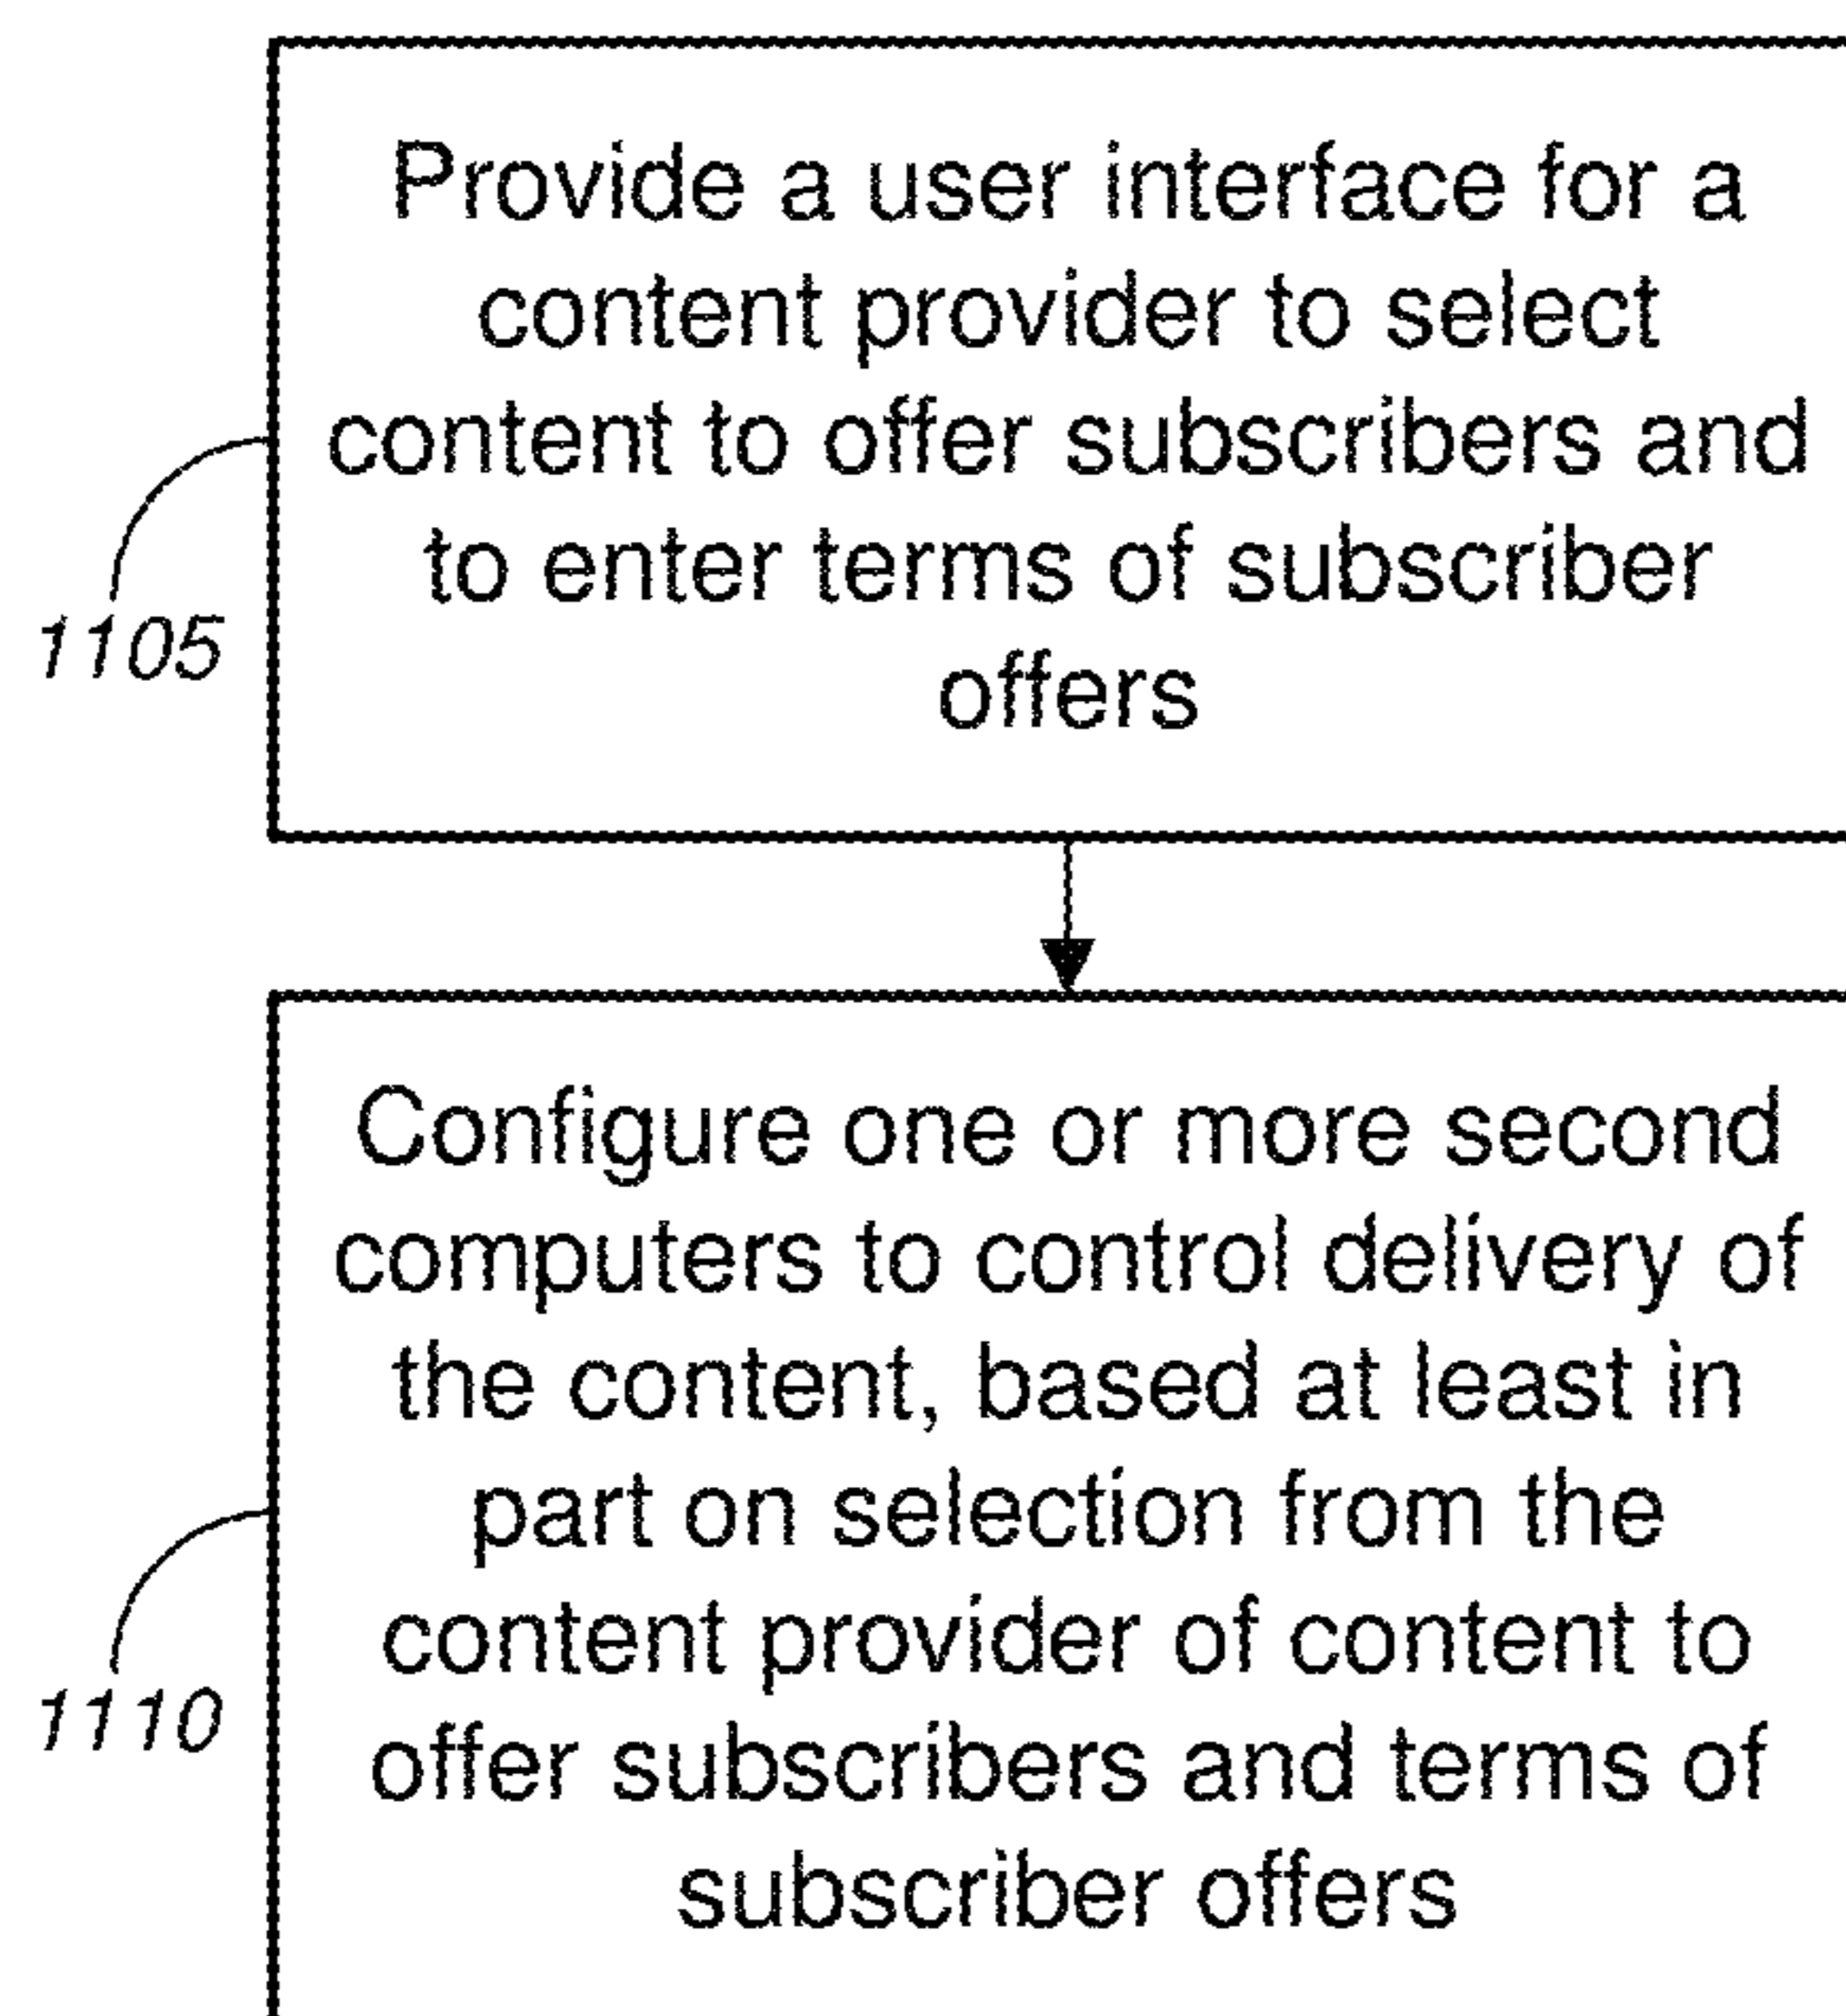 Provide a user interface for a
content provider to select
content to offer subscribers and
to enter terms of subscriber
offers
1105
Configure one or more second
computers to control delivery of
the content, based at least in
part on selection from the
content provider of content to
offer subscribers and terms of
subscriber offers
1110